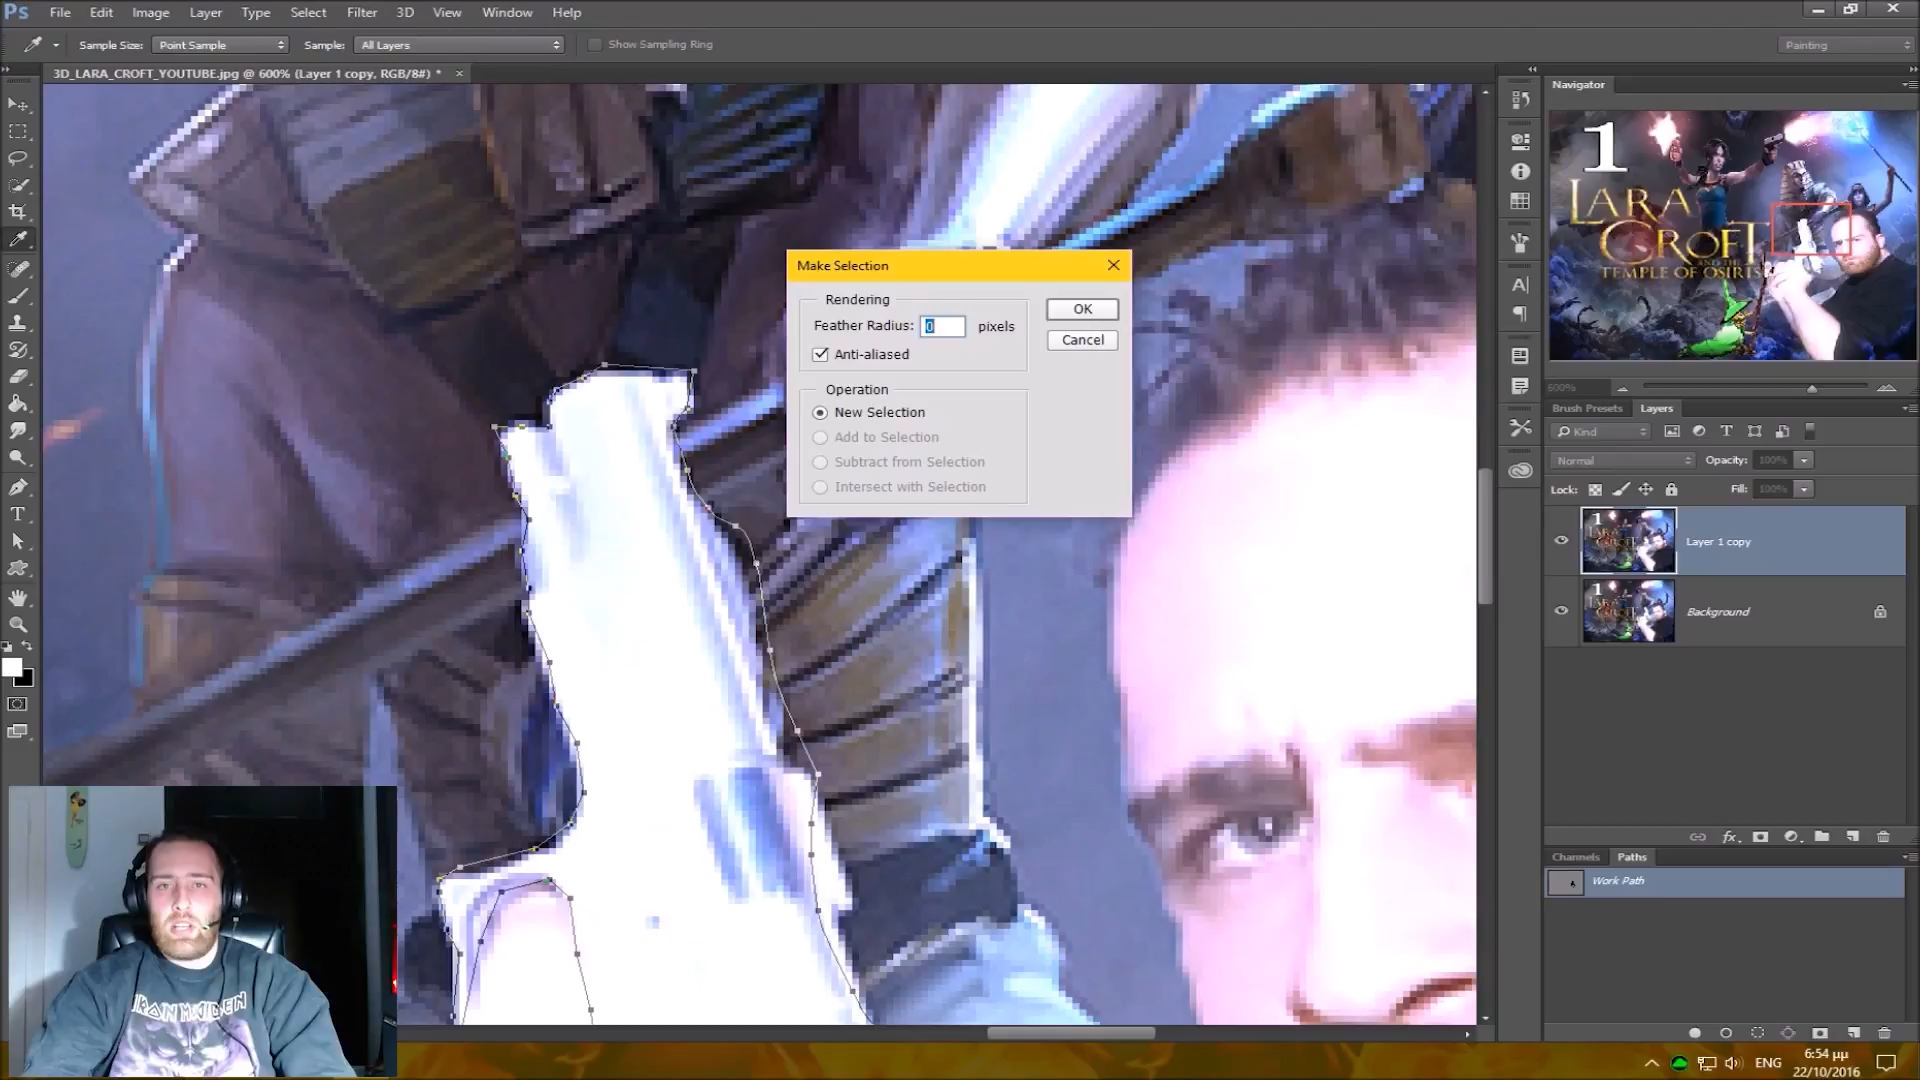 Ps File Edit Image Layer Type Select Filter 3D View Window Help
Sample Size: Point Sample Sample: All Layers Show Sampling Ring Painting
3D_LARA_CROFT_YOUTUBE.jpg @ 600% (Layer 1 copy, RGB/8#) *
Navigator
1
LARA
CROFT
AND THE
TEMPLE OF OSIRIS
600%
Brush Presets Layers
Kind
Normal Opacity: 100%
Lock: Fill: 100%
Layer 1 copy
Background
Channels Paths
Work Path
Make Selection
Rendering
Feather Radius: 0 pixels
Anti-aliased
OK
Cancel
Operation
New Selection
Add to Selection
Subtract from Selection
Intersect with Selection
IRON MAIDEN
ENG
6:54 μμ
22/10/2016